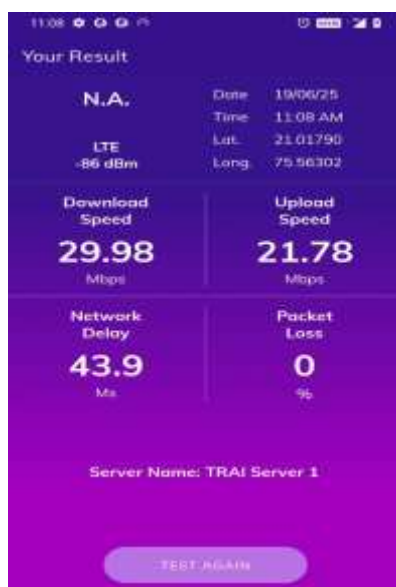 11:08
Your Result
N.A.
Date 19/06/25
Time 11:08 AM
LTE
Lat. 21.01790
-86 dBm
Long. 75.56302
Download Speed
29.98
Mbps
Upload Speed
21.78
Mbps
Network Delay
43.9
Ms
Packet Loss
0
%
Server Name: TRAI Server 1
TEST AGAIN